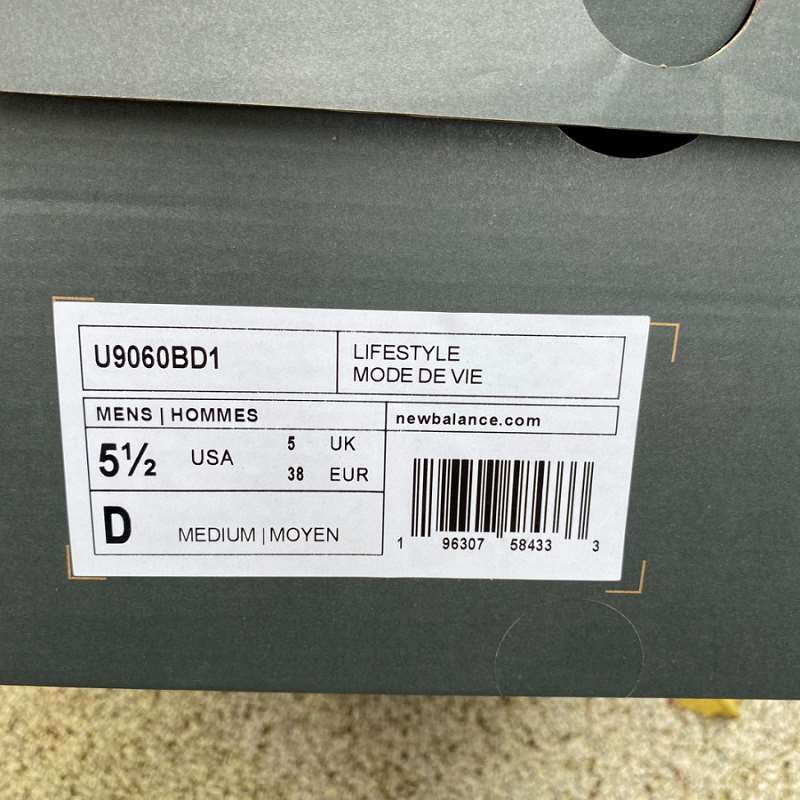 U9060BD1
LIFESTYLE
MODE DE VIE
MENS | HOMMES
newbalance.com
5½ USA
5 UK
38 EUR
D MEDIUM | MOYEN
1 96307 58433 3